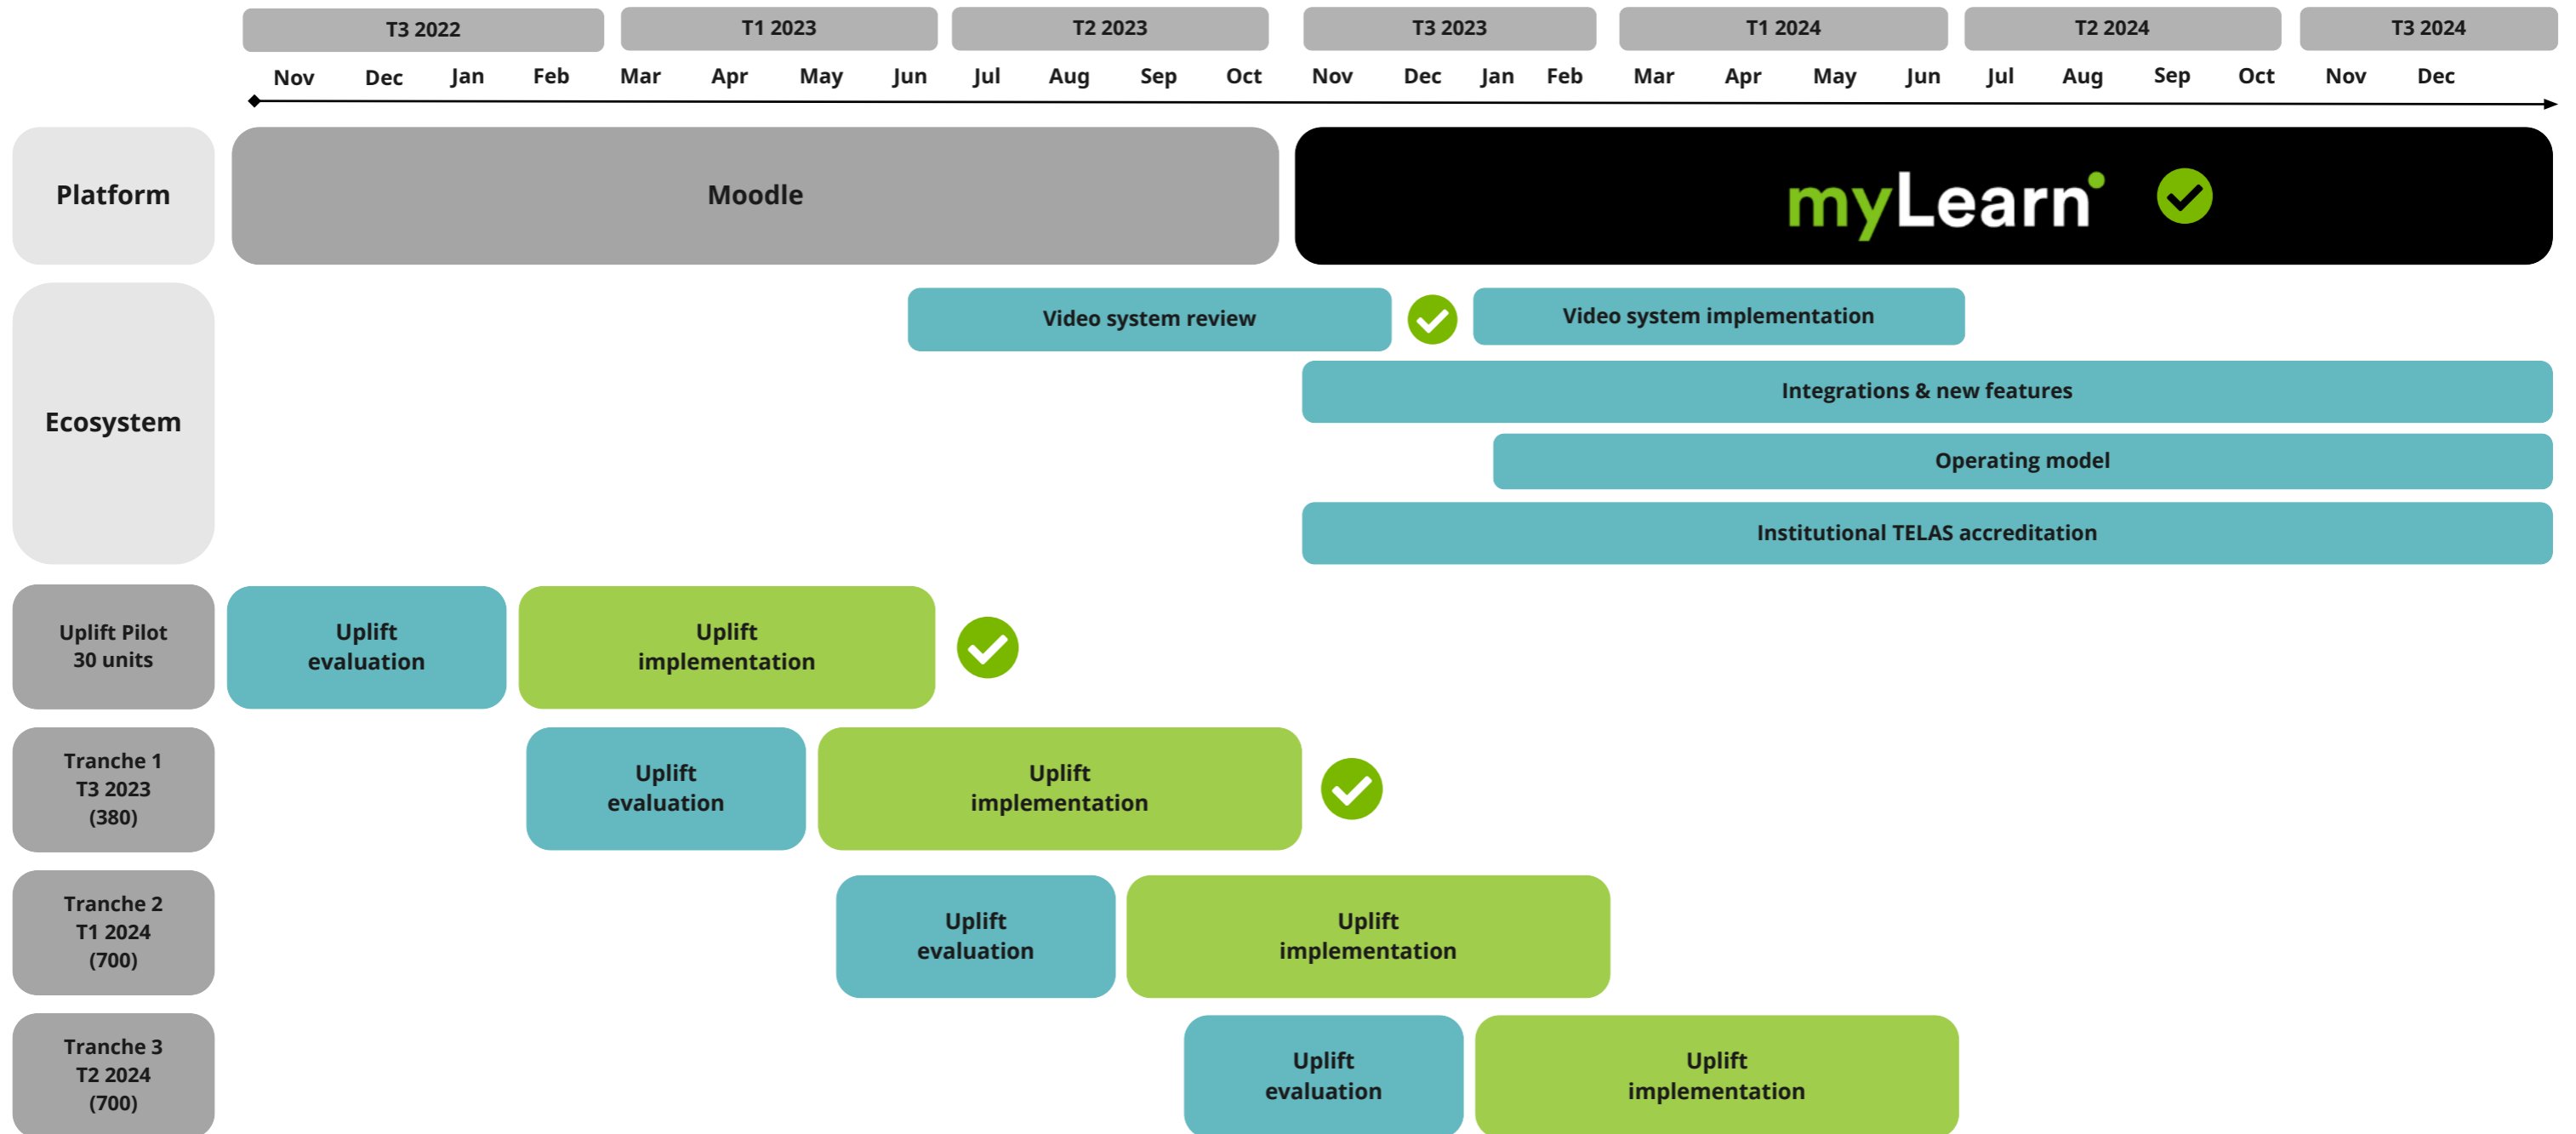 T3 2022
T1 2023
T2 2023
T3 2023
T1 2024
T2 2024
T3 2024
Nov Dec Jan Feb Mar Apr May Jun Jul Aug Sep Oct Nov Dec Jan Feb Mar Apr May Jun Jul Aug Sep Oct Nov Dec
Platform
Moodle
myLearn
Ecosystem
Video system review
Video system implementation
Integrations & new features
Operating model
Institutional TELAS accreditation
Uplift Pilot
30 units
Uplift
evaluation
Uplift
implementation
Tranche 1
T3 2023
(380)
Uplift
evaluation
Uplift
implementation
Tranche 2
T1 2024
(700)
Uplift
evaluation
Uplift
implementation
Tranche 3
T2 2024
(700)
Uplift
evaluation
Uplift
implementation